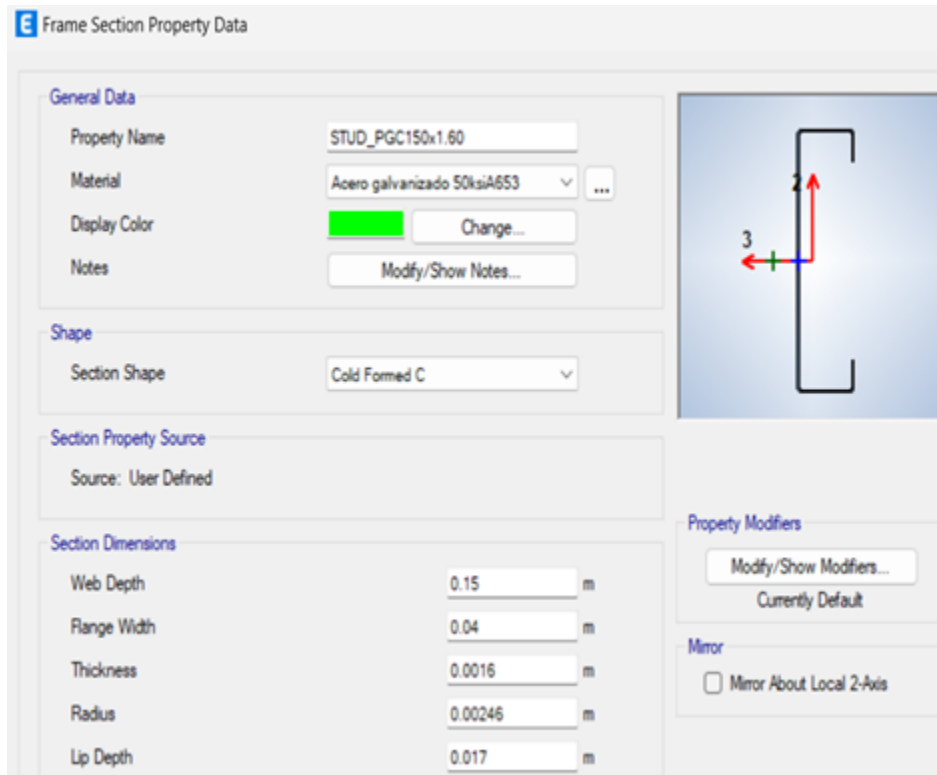 E Frame Section Property Data
General Data
Property Name STUD_PGC150x1.60
Material Acero galvanizado 50ksiA653 ...
Display Color Change...
Notes Modify/Show Notes...
Shape
Section Shape Cold Formed C
Section Property Source
Source: User Defined
Section Dimensions
Web Depth 0.15 m
Flange Width 0.04 m
Thickness 0.0016 m
Radius 0.00246 m
Lip Depth 0.017 m
2
3
Property Modifiers
Modify/Show Modifiers...
Currently Default
Mirror
Mirror About Local 2-Axis